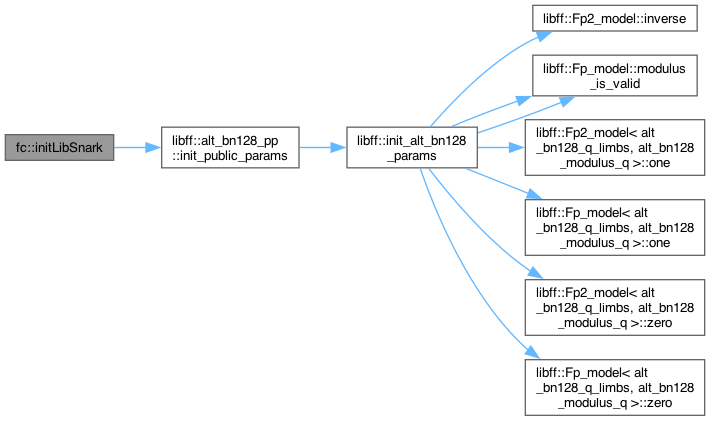 fc::initLibSnark
libff::alt_bn128_pp
::init_public_params
libff::init_alt_bn128
_params
libff::Fp2_model::inverse
libff::Fp_model::modulus
_is_valid
libff::Fp2_model< alt
_bn128_q_limbs, alt_bn128
_modulus_q >::one
libff::Fp_model< alt
_bn128_q_limbs, alt_bn128
_modulus_q >::one
libff::Fp2_model< alt
_bn128_q_limbs, alt_bn128
_modulus_q >::zero
libff::Fp_model< alt
_bn128_q_limbs, alt_bn128
_modulus_q >::zero